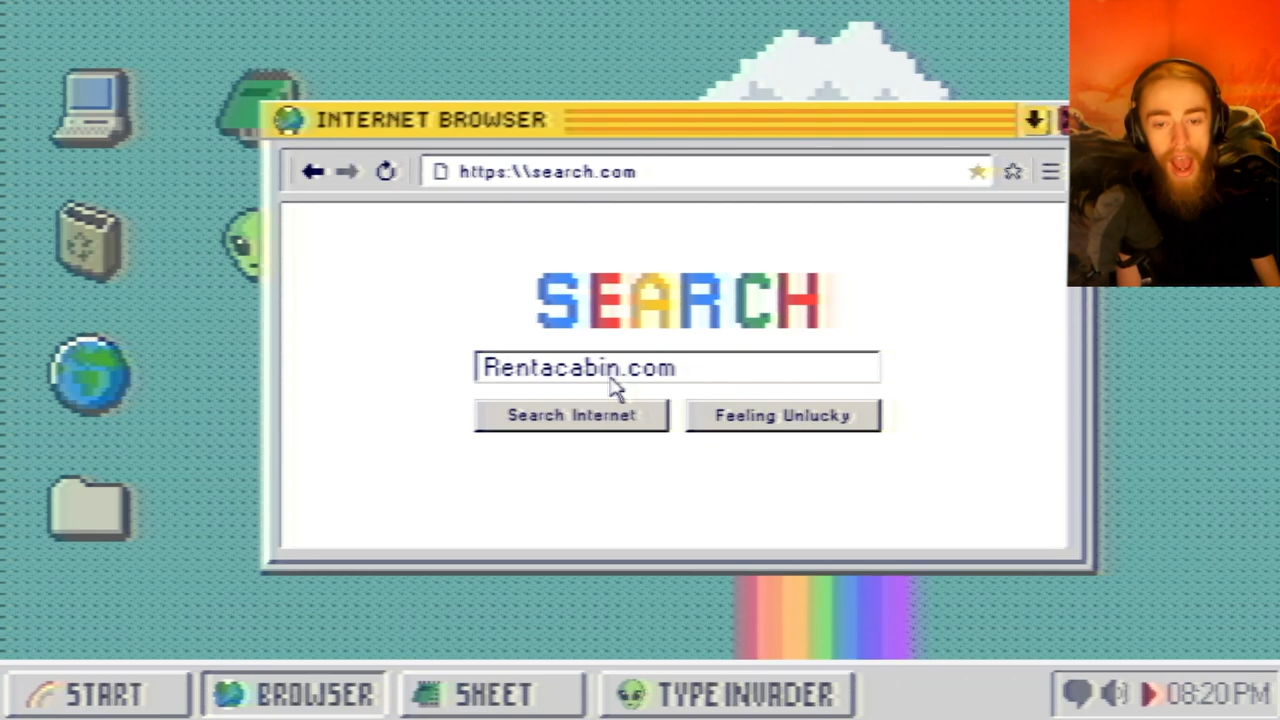 INTERNET BROWSER
https:\\search.com
SEARCH
Rentacabin.com
Search Internet
Feeling Unlucky
START
BROWSER
SHEET
TYPE INVADER
08:20 PM